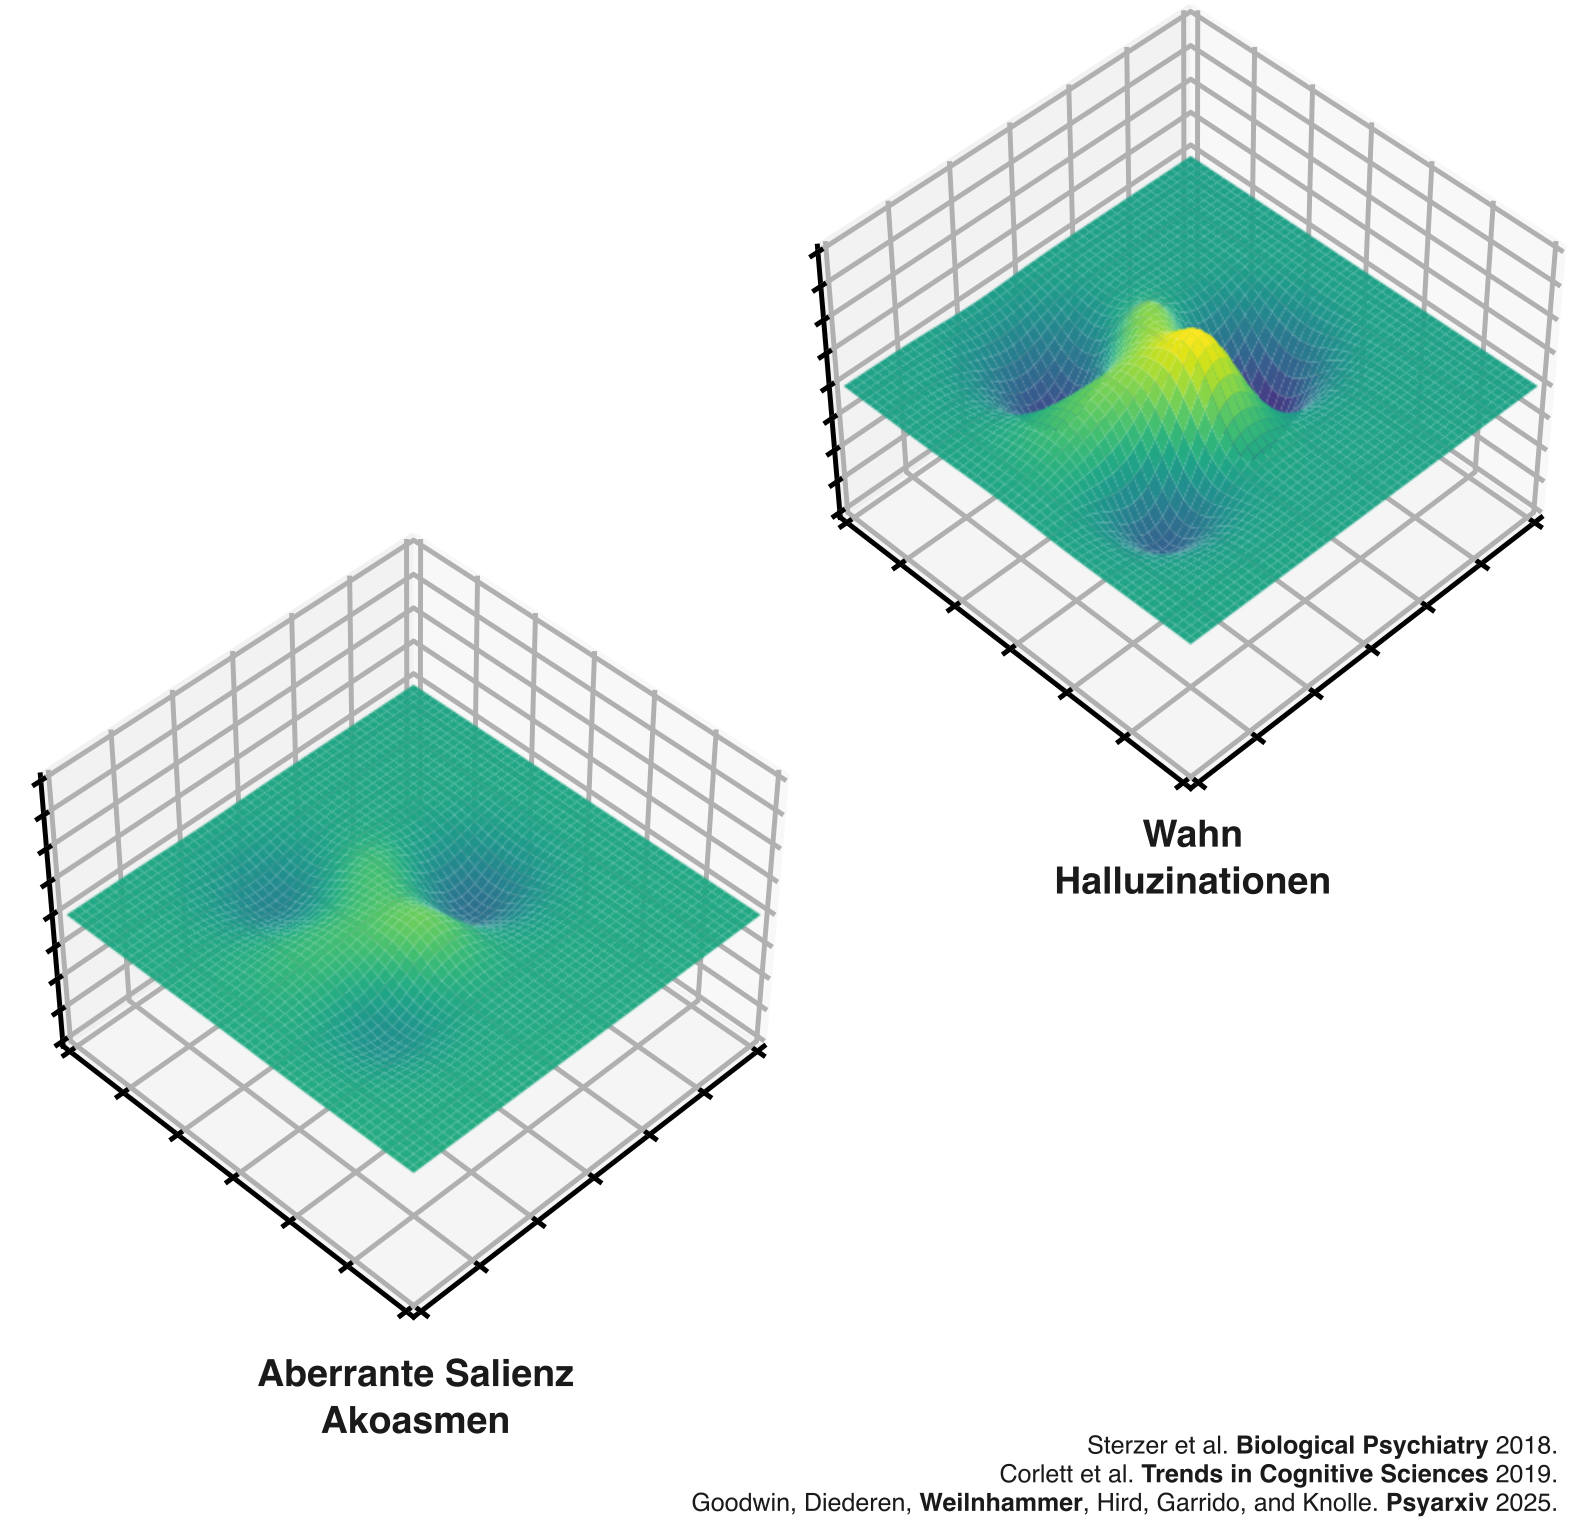 Wahn
Halluzinationen
Aberrante Salienz
Akoasmen
Sterzer et al. Biological Psychiatry 2018.
Corlett et al. Trends in Cognitive Sciences 2019.
Goodwin, Diederen, Weilnhammer, Hird, Garrido, and Knolle. Psyarxiv 2025.